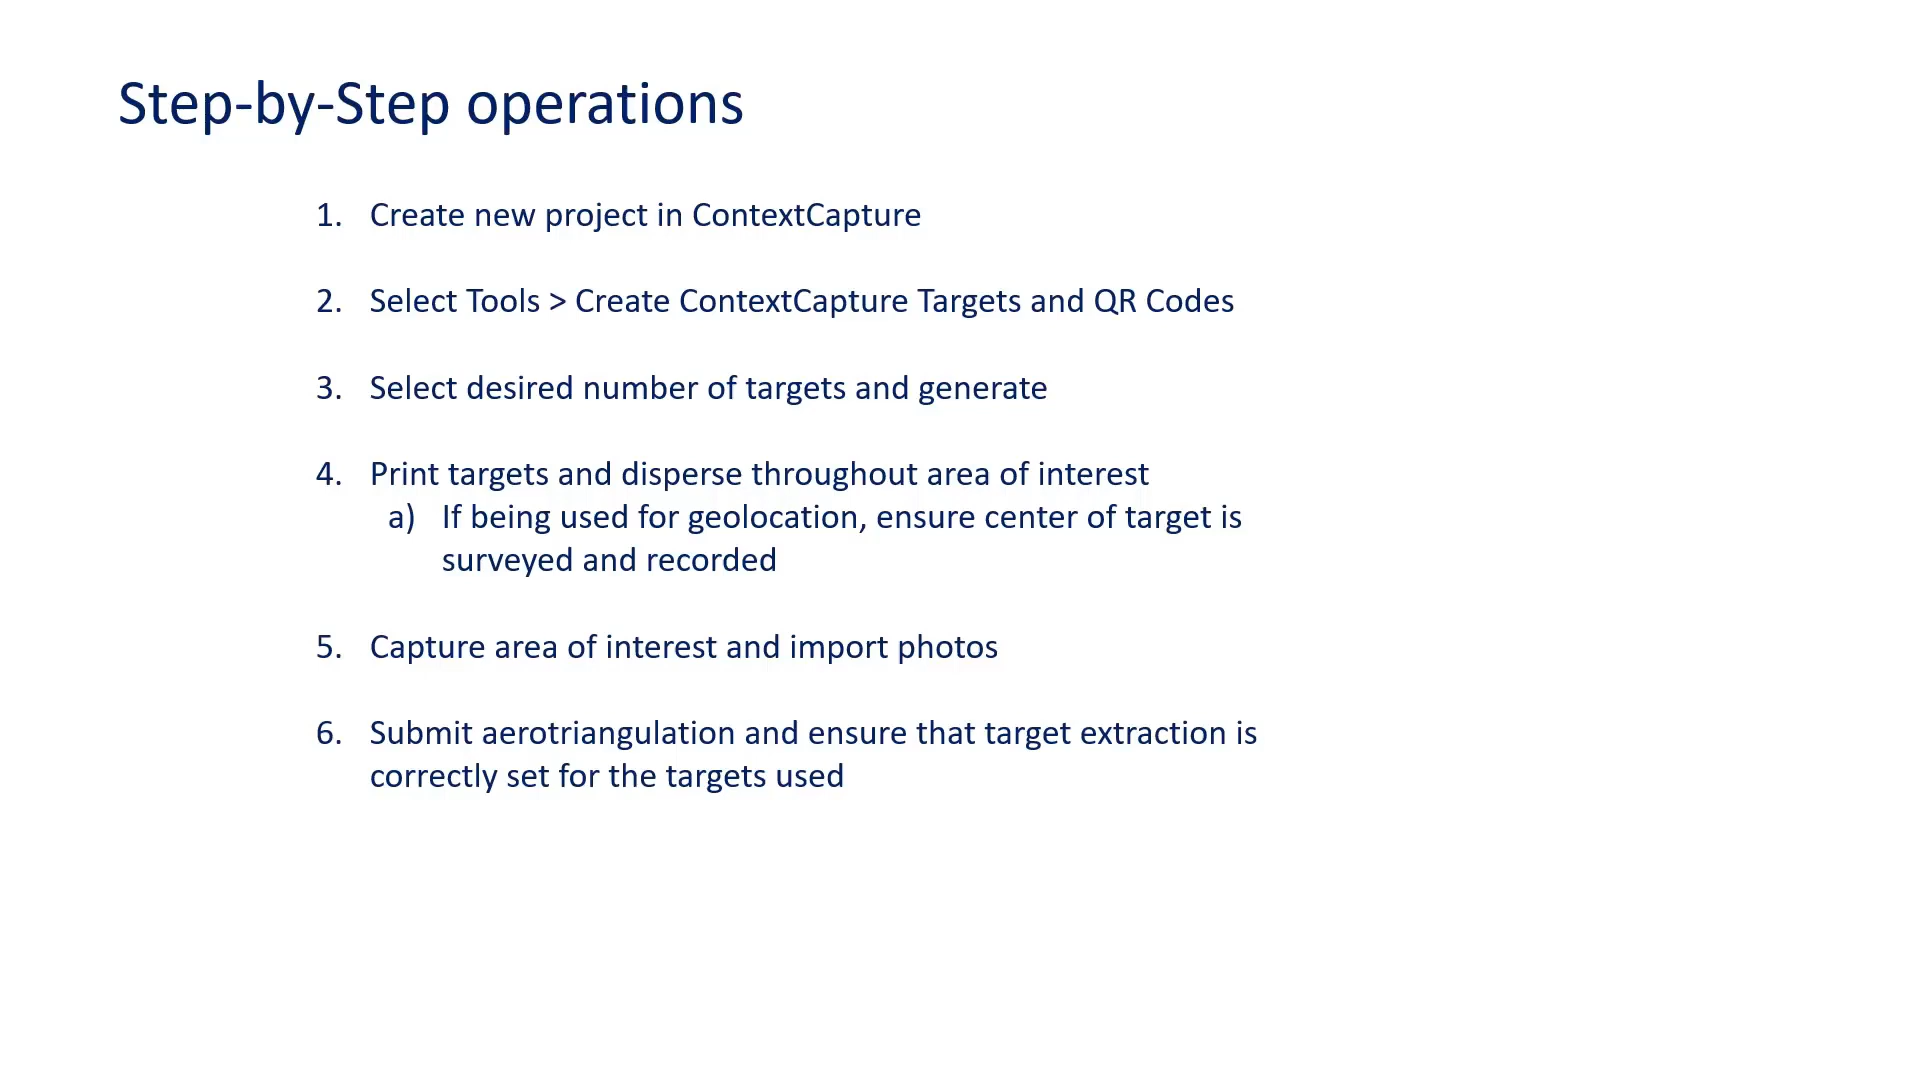 Step-by-Step operations
1. Create new project in ContextCapture
2. Select Tools > Create ContextCapture Targets and QR Codes
3. Select desired number of targets and generate
4. Print targets and disperse throughout area of interest
a) If being used for geolocation, ensure center of target is
surveyed and recorded
5. Capture area of interest and import photos
6. Submit aerotriangulation and ensure that target extraction is
correctly set for the targets used